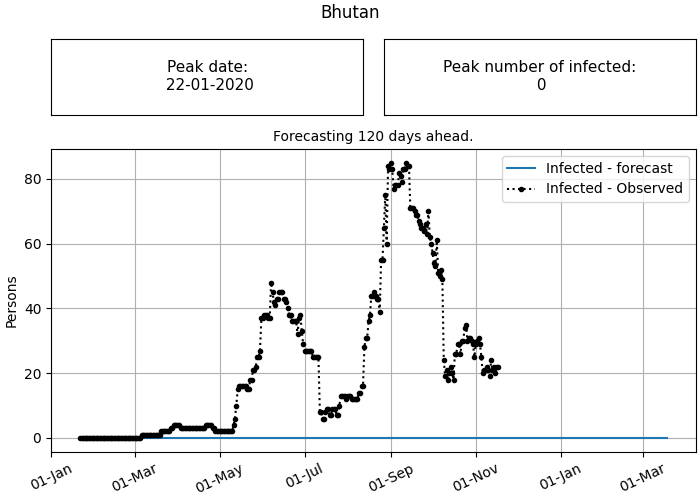 Bhutan
Peak date:
22-01-2020
Peak number of infected:
0
Forecasting 120 days ahead.
Infected - forecast
Infected - Observed
Persons
80
60
40
20
0
01-Jan
01-Mar
01-May
01-Jul
01-Sep
01-Nov
01-Jan
01-Mar